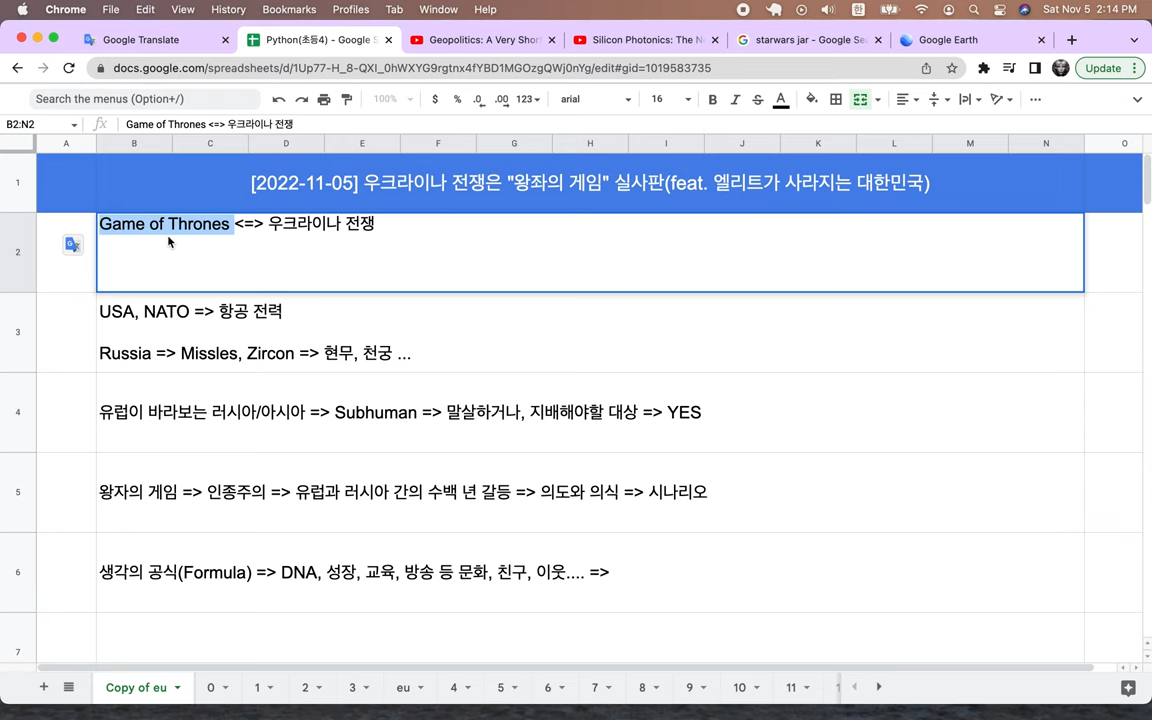 Chrome File Edit View History Bookmarks Profiles Tab Window Help 한 Sat Nov 5 2:14 PM
Google Translate Python(초등4) - Google S Geopolitics: A Very Short Silicon Photonics: The N starwars jar - Google Sea Google Earth
docs.google.com/spreadsheets/d/1Up77-H_8-QXI_0hWXYG9rgtnx4fYBD1MGOzgQWj0nYg/edit#gid=1019583735 Update
Search the menus (Option+/) 100% $ % .0 .00 123 arial 16 B I S A
B2:N2 fx Game of Thrones <=> 우크라이나 전쟁
A B C D E F G H I J K L M N O
1 [2022-11-05] 우크라이나 전쟁은 "왕좌의 게임" 실사판(feat. 엘리트가 사라지는 대한민국)
2 Game of Thrones <=> 우크라이나 전쟁
3 USA, NATO => 항공 전력
Russia => Missles, Zircon => 현무, 천궁 ...
4 유럽이 바라보는 러시아/아시아 => Subhuman => 말살하거나, 지배해야할 대상 => YES
5 왕자의 게임 => 인종주의 => 유럽과 러시아 간의 수백 년 갈등 => 의도와 의식 => 시나리오
6 생각의 공식(Formula) => DNA, 성장, 교육, 방송 등 문화, 친구, 이웃.... =>
7
Copy of eu 0 1 2 3 eu 4 5 6 7 8 9 10 11